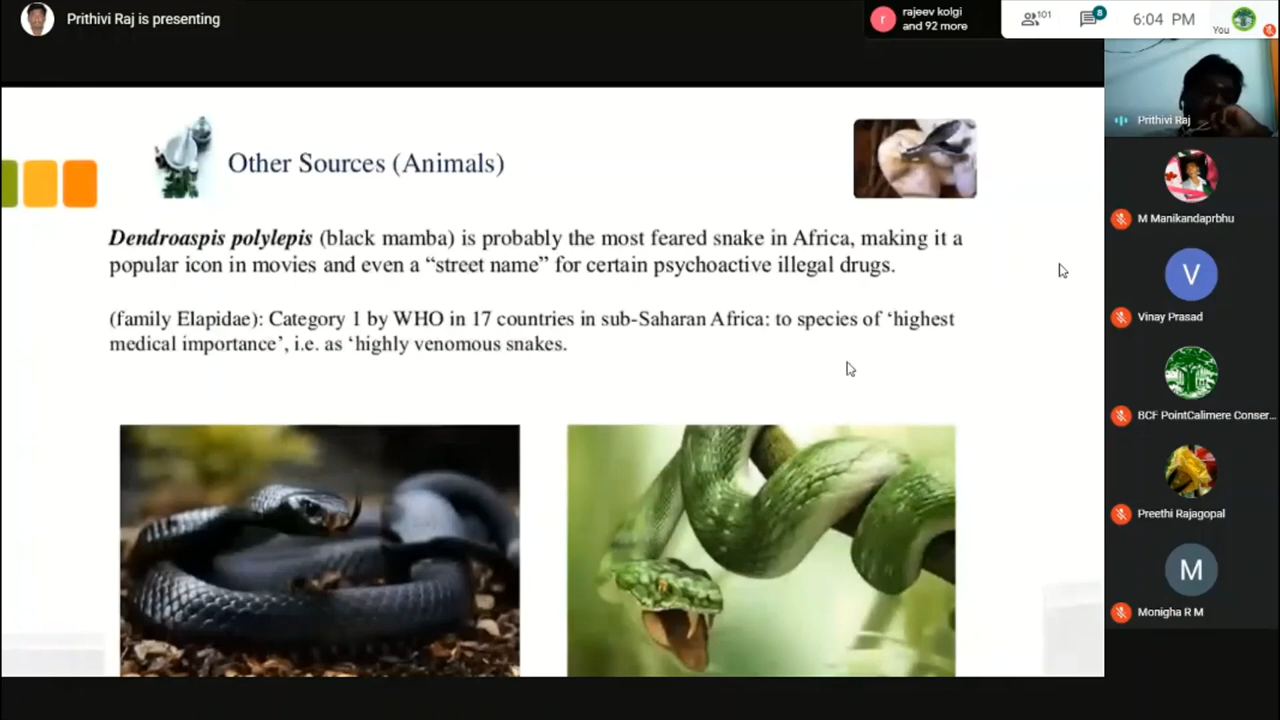 Prithivi Raj is presenting
r
rajeev kolgi
and 92 more
101
8
6:04 PM
You
Other Sources (Animals)
Dendroaspis polylepis (black mamba) is probably the most feared snake in Africa, making it a
popular icon in movies and even a “street name” for certain psychoactive illegal drugs.
(family Elapidae): Category 1 by WHO in 17 countries in sub-Saharan Africa: to species of ‘highest
medical importance’, i.e. as ‘highly venomous snakes.
Prithivi Raj
M Manikandaprbhu
V
Vinay Prasad
BCF PointCalimere Conser...
Preethi Rajagopal
M
Monigha R M